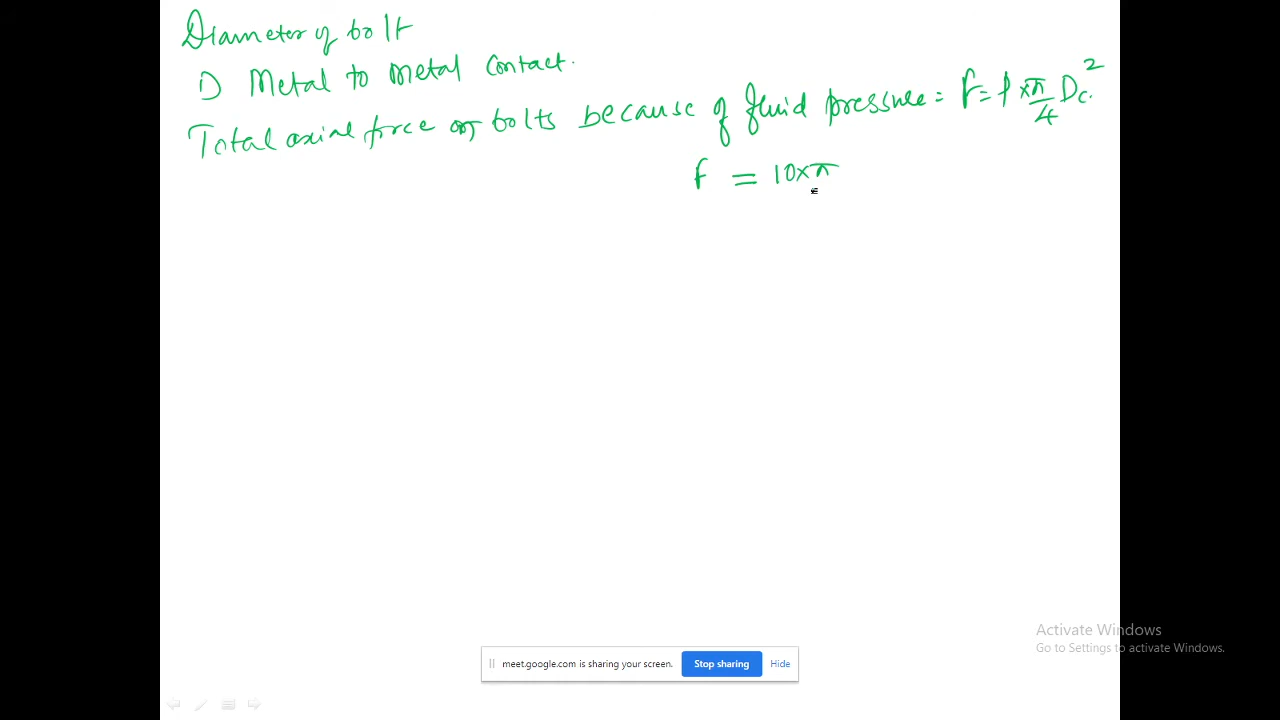 Diameter of bolt
1) Metal to Metal contact.
Total axial force on bolts because of fluid pressure = F = P × π/4 Dc²
F = 10×π
Activate Windows
Go to Settings to activate Windows.
meet.google.com is sharing your screen. Stop sharing Hide